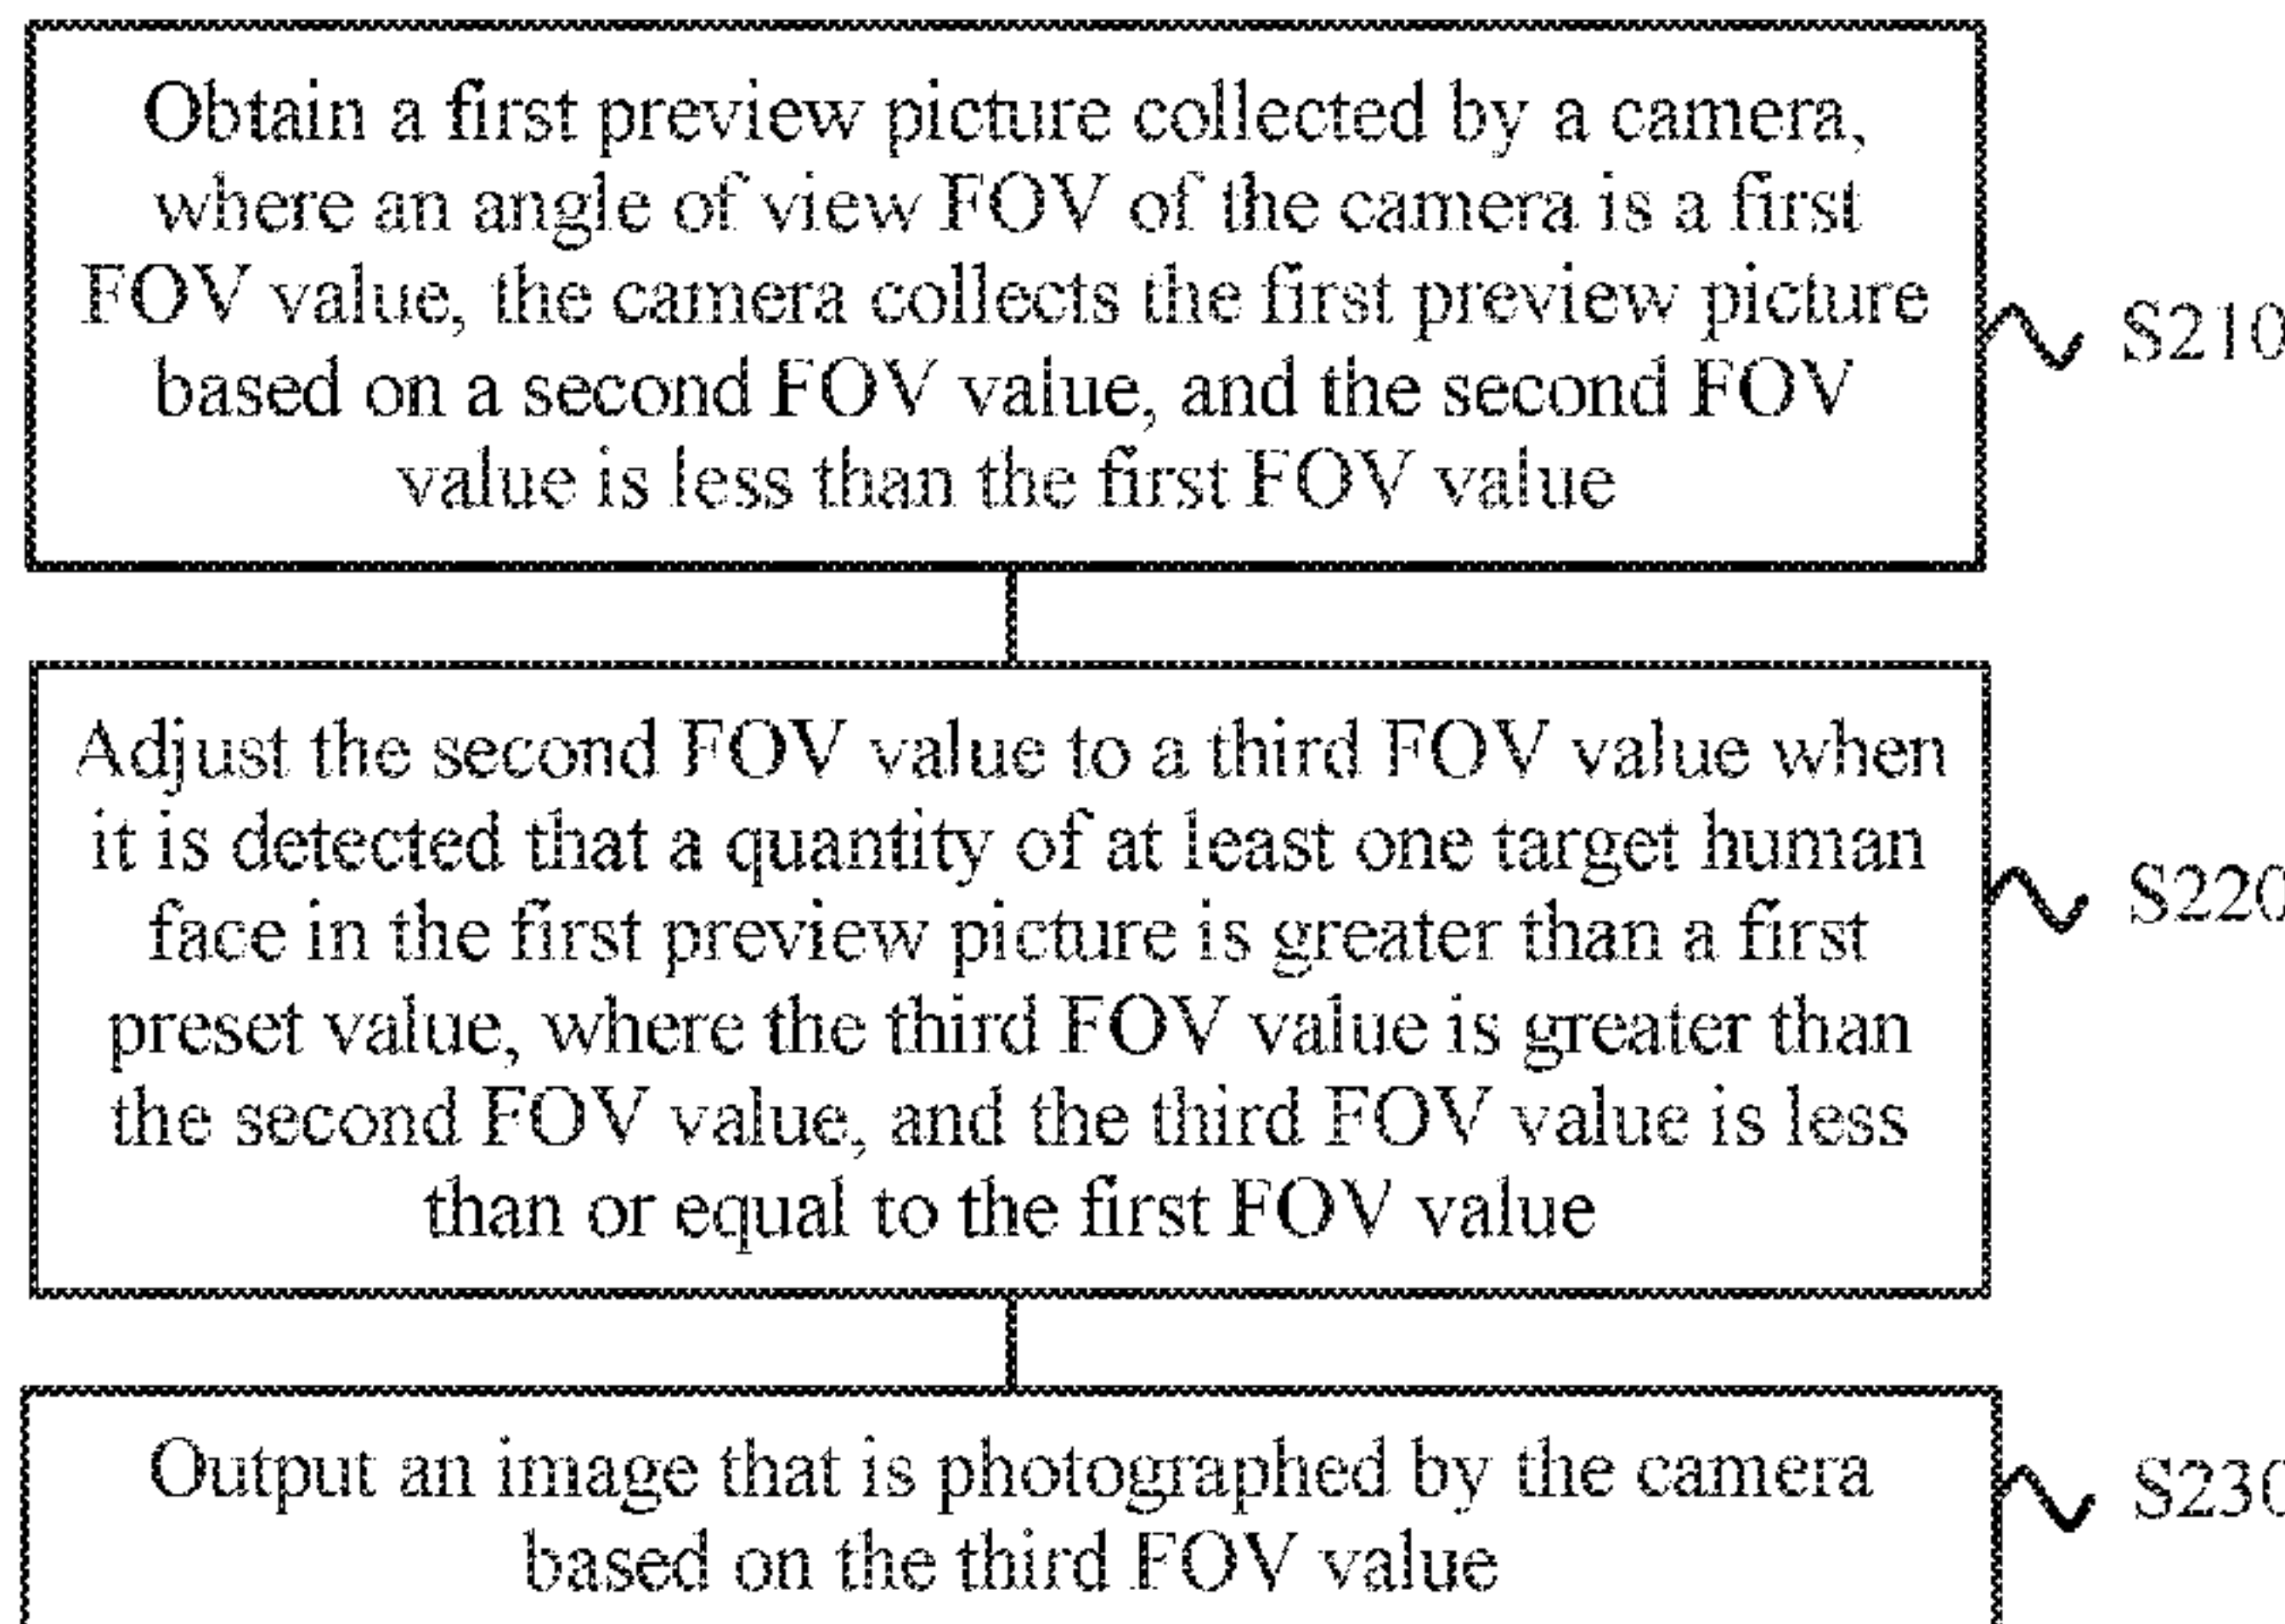 Obtain a first preview picture collected by a camera,
where an angle of view FOV of the camera is a first
FOV value, the camera collects the first preview picture
based on a second FOV value, and the second FOV
value is less than the first FOV value
S210
Adjust the second FOV value to a third FOV value when
it is detected that a quantity of at least one target human
face in the first preview picture is greater than a first
preset value, where the third FOV value is greater than
the second FOV value, and the third FOV value is less
than or equal to the first FOV value
S220
Output an image that is photographed by the camera
based on the third FOV value
S230